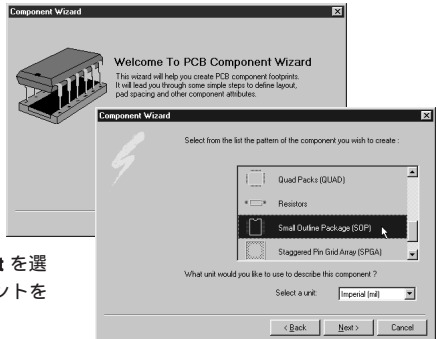 Component Wizard
Welcome To PCB Component Wizard
This wizard will help you create PCB component footprints.
It will lead you through some simple steps to define layout,
pad spacing and other component attributes.
Component Wizard
Select from the list the pattern of the component you wish to create :
Quad Packs (QUAD)
Resistors
Small Outline Package (SOP)
Staggered Pin Grid Array (SPGA)
What unit would you like to use to describe this component ?
Select a unit: Imperial (mil)
< Back Next > Cancel
t を選
ントを